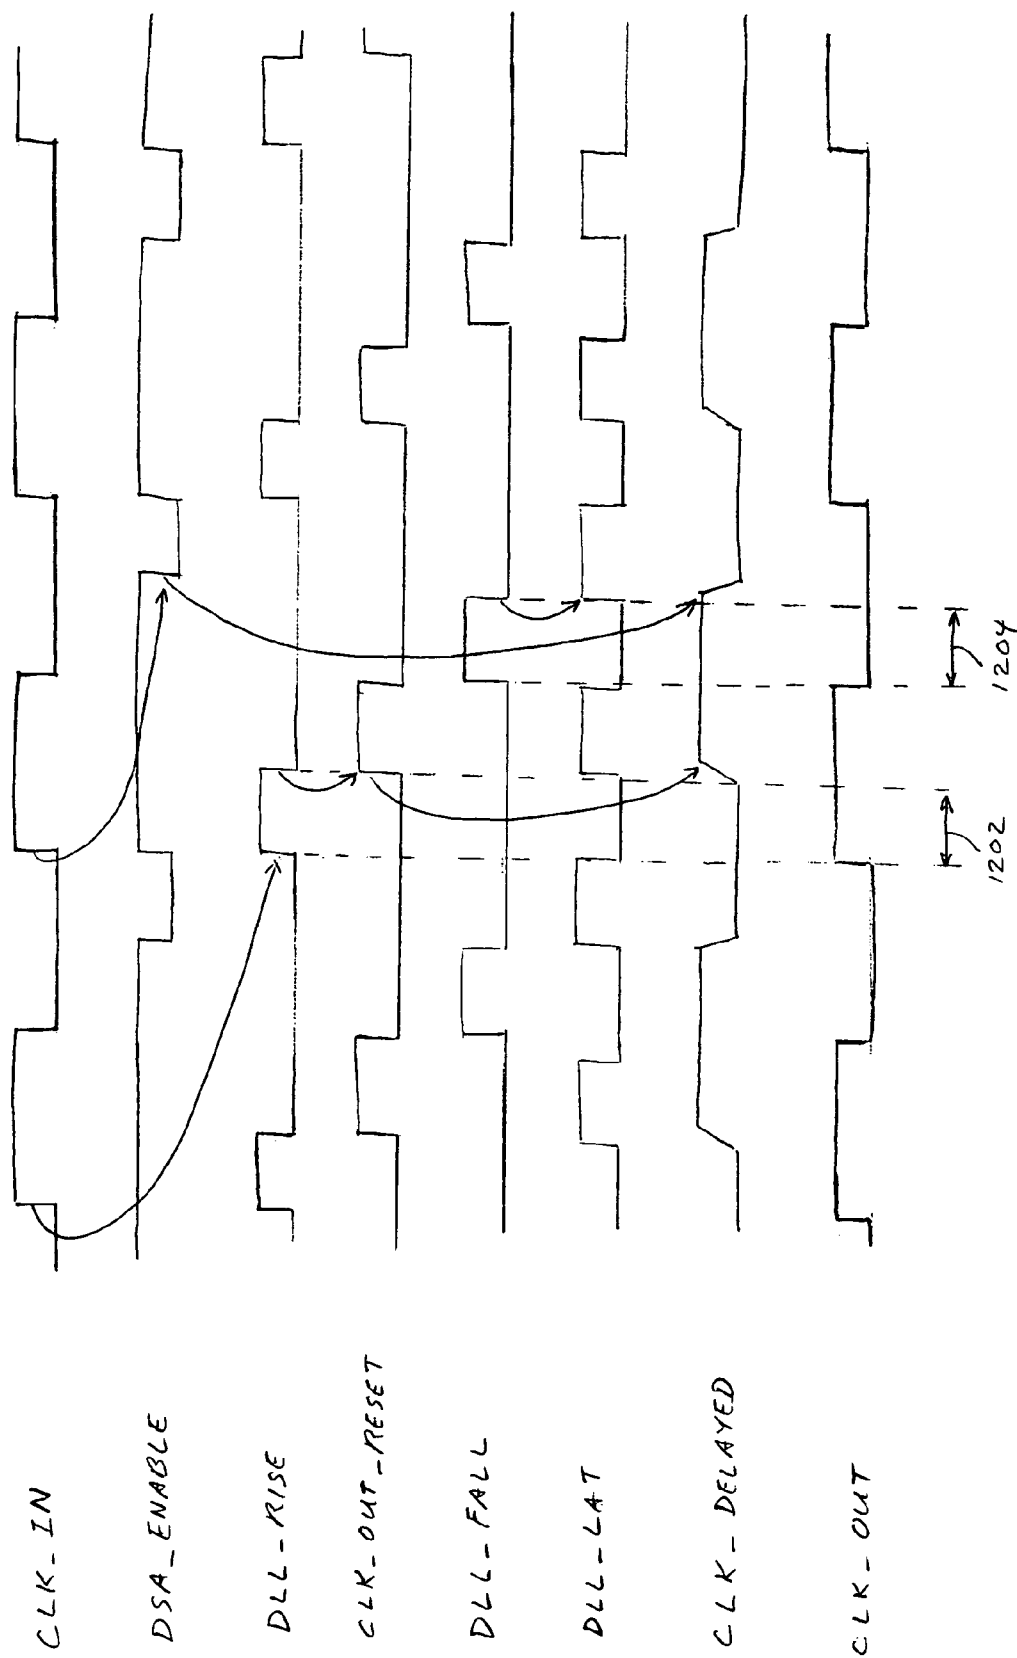 CLK_IN
DSA_ENABLE
DLL_RISE
CLK_OUT_RESET
DLL_FALL
DLL_LAT
CLK_DELAYED
CLK_OUT
1202
1204